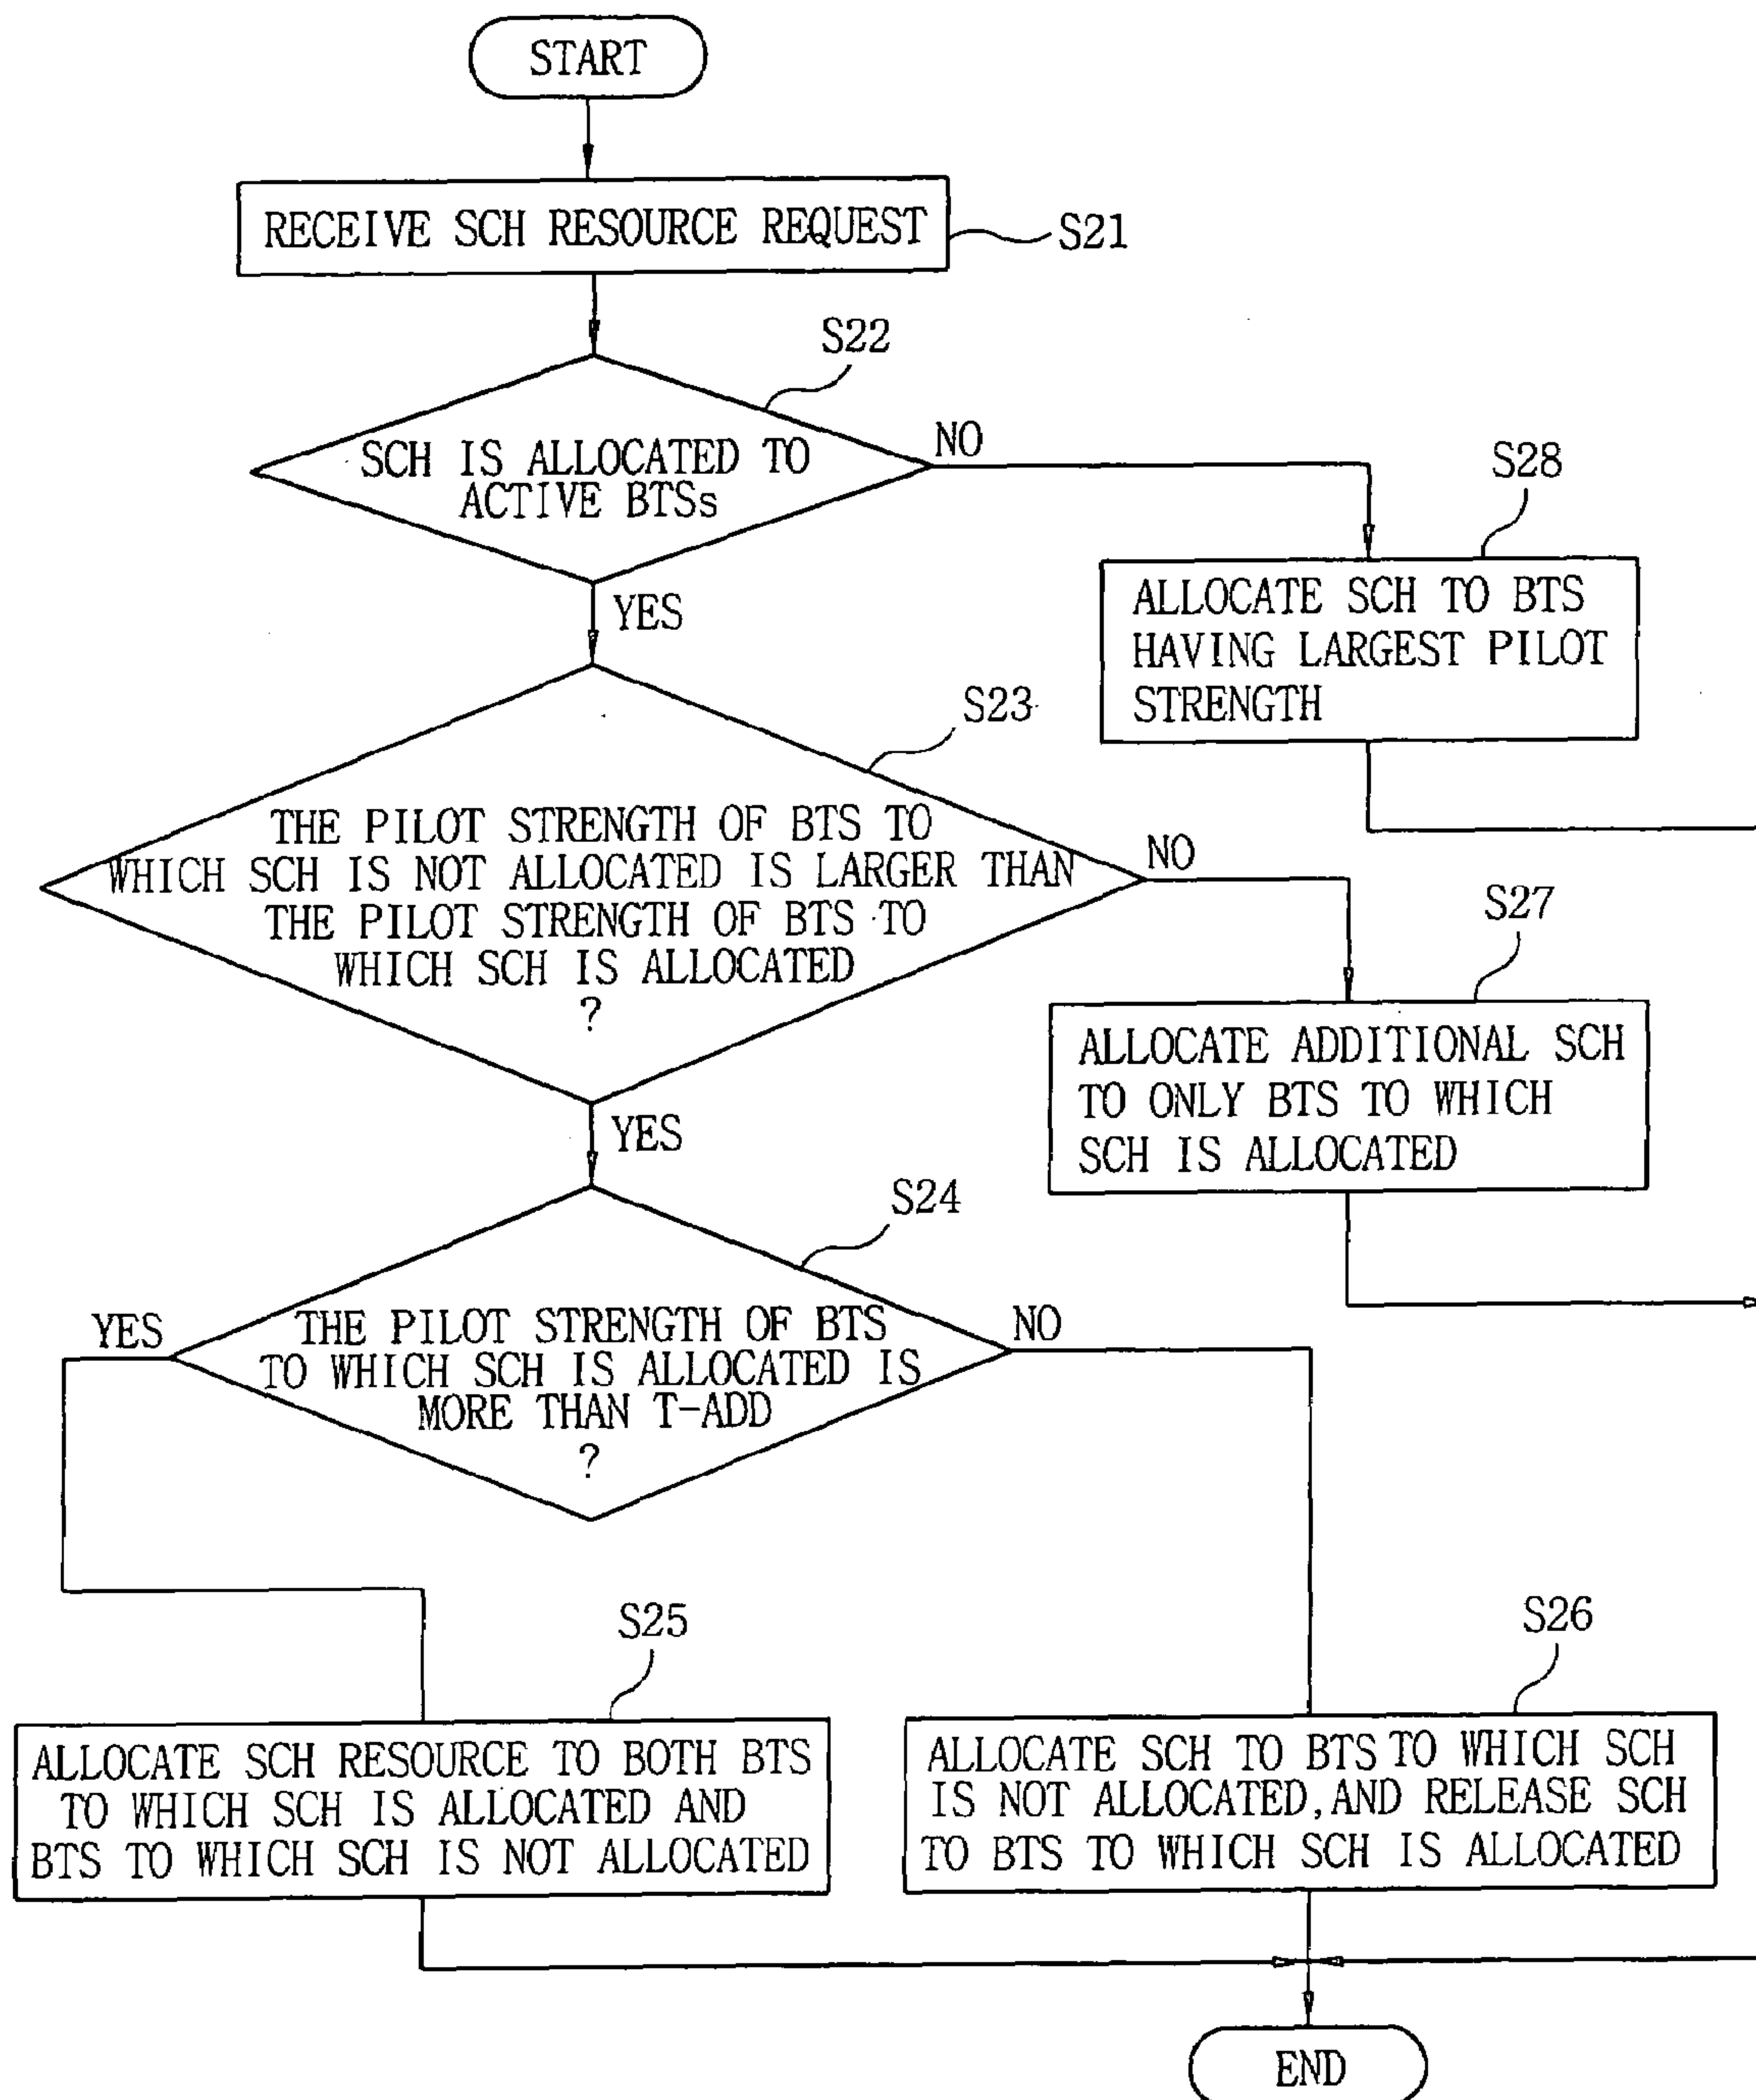 START
RECEIVE SCH RESOURCE REQUEST
S21
S22
SCH IS ALLOCATED TO
ACTIVE BTSs
NO
YES
S28
ALLOCATE SCH TO BTS
HAVING LARGEST PILOT
STRENGTH
S23
THE PILOT STRENGTH OF BTS TO
WHICH SCH IS NOT ALLOCATED IS LARGER THAN
THE PILOT STRENGTH OF BTS TO
WHICH SCH IS ALLOCATED
?
NO
YES
S27
ALLOCATE ADDITIONAL SCH
TO ONLY BTS TO WHICH
SCH IS ALLOCATED
S24
THE PILOT STRENGTH OF BTS
TO WHICH SCH IS ALLOCATED IS
MORE THAN T-ADD
?
YES
NO
S25
ALLOCATE SCH RESOURCE TO BOTH BTS
TO WHICH SCH IS ALLOCATED AND
BTS TO WHICH SCH IS NOT ALLOCATED
S26
ALLOCATE SCH TO BTS TO WHICH SCH
IS NOT ALLOCATED, AND RELEASE SCH
TO BTS TO WHICH SCH IS ALLOCATED
END